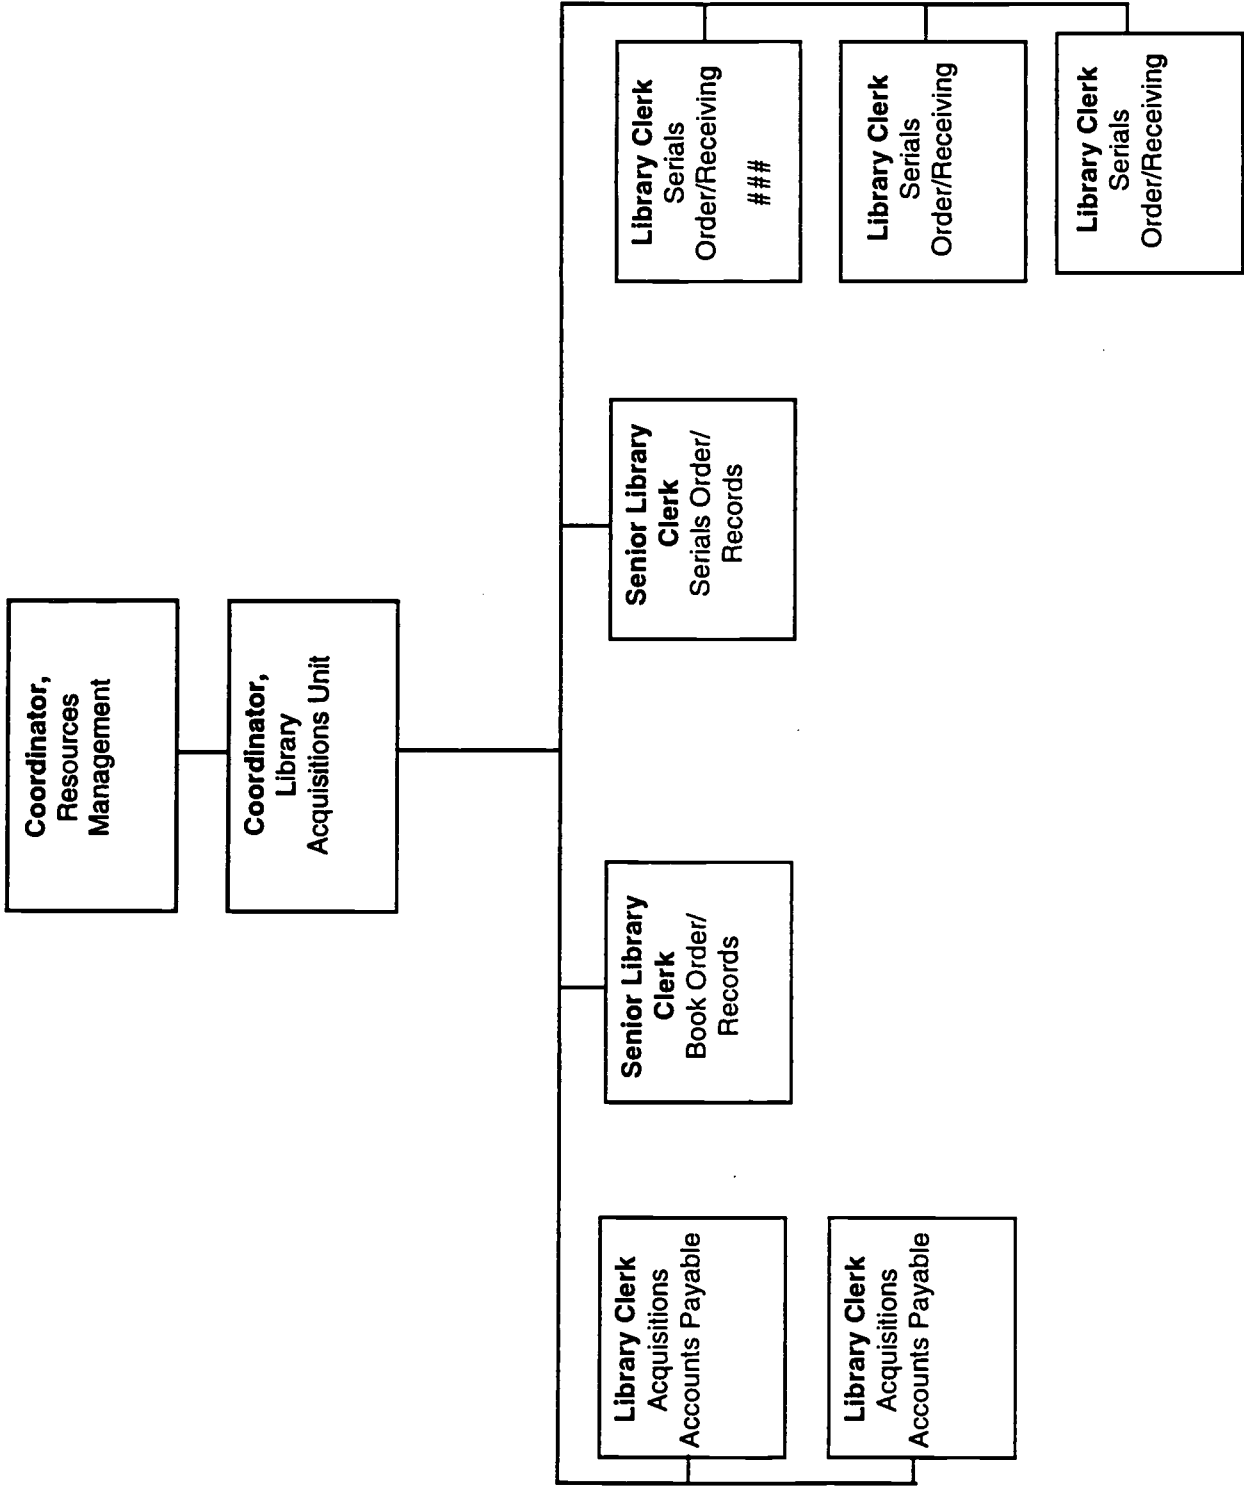 Coordinator,
Resources
Management
Coordinator,
Library
Acquisitions Unit
Library Clerk
Acquisitions
Accounts Payable
Library Clerk
Acquisitions
Accounts Payable
Senior Library
Clerk
Book Order/
Records
Senior Library
Clerk
Serials Order/
Records
Library Clerk
Serials
Order/Receiving
###
Library Clerk
Serials
Order/Receiving
Library Clerk
Serials
Order/Receiving